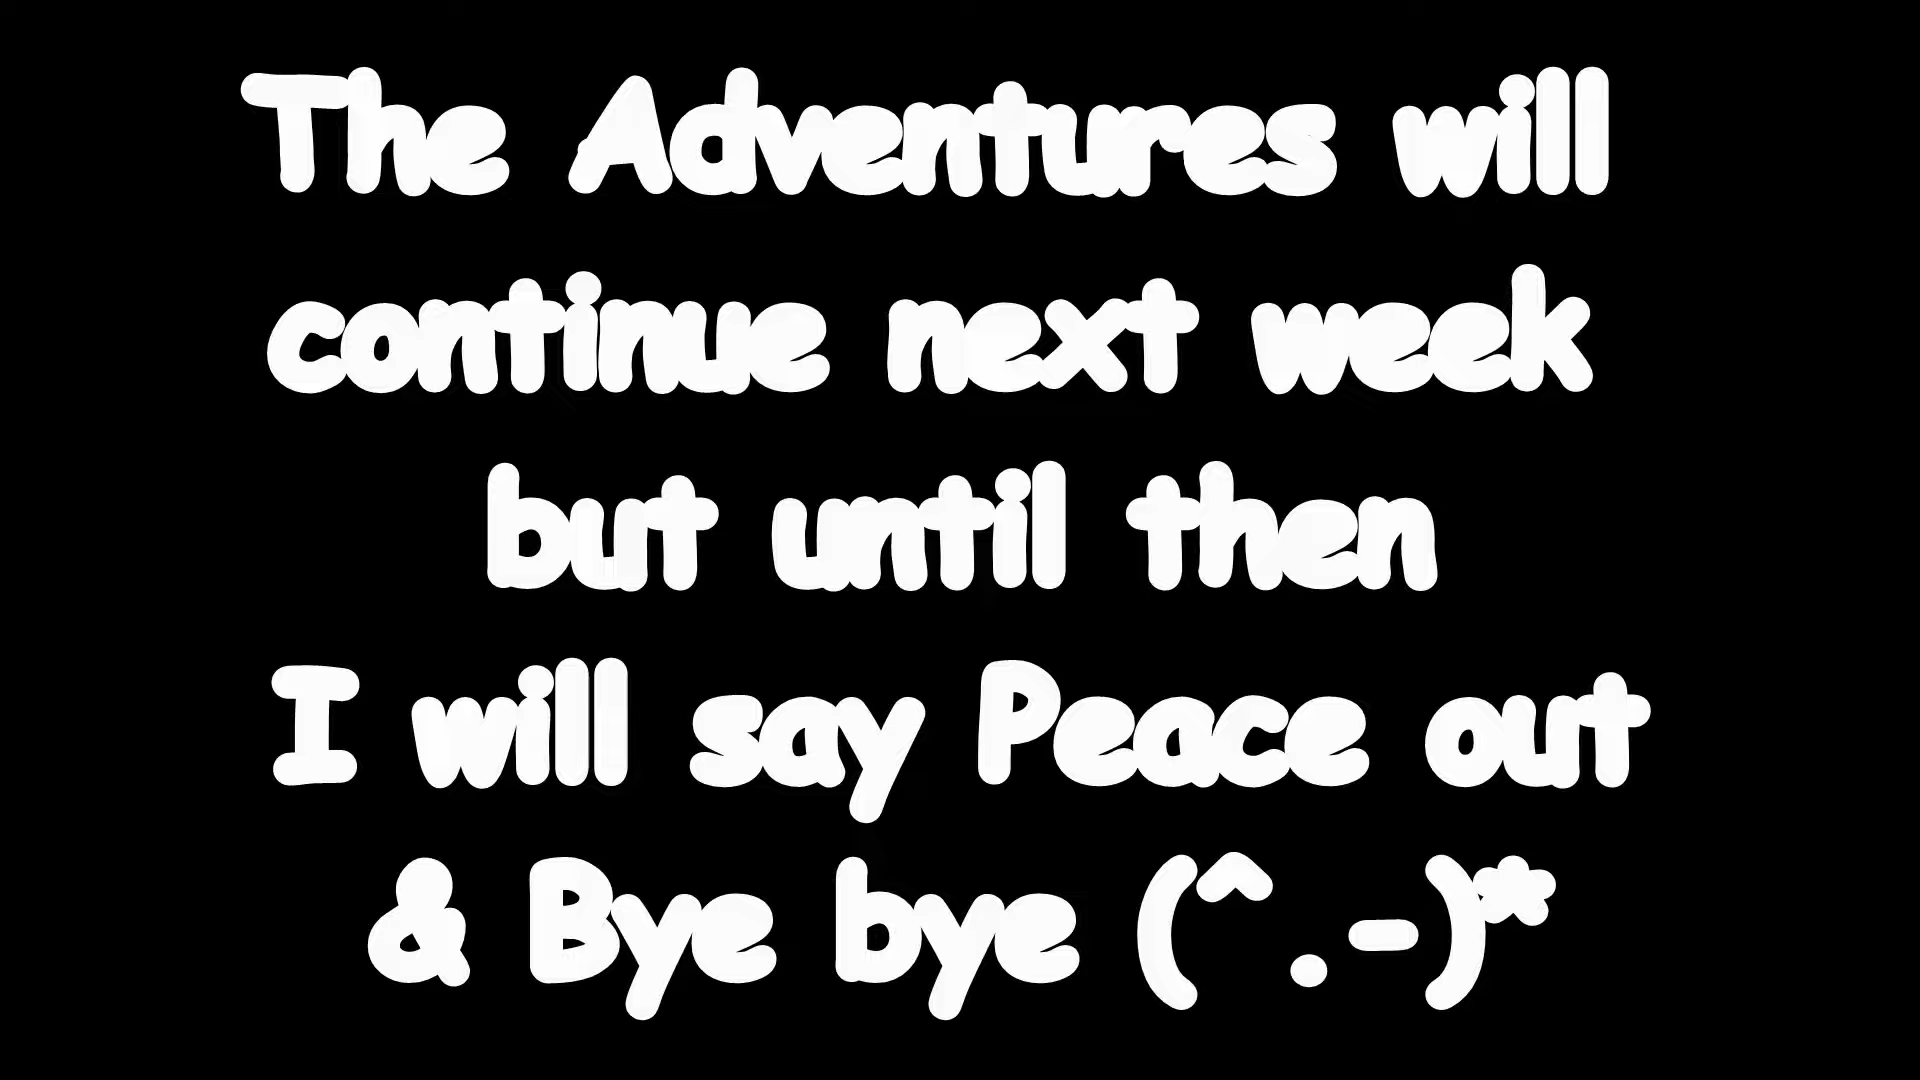 The Adventures will
continue next week
but until then
I will say Peace out
& Bye bye (^.-)*